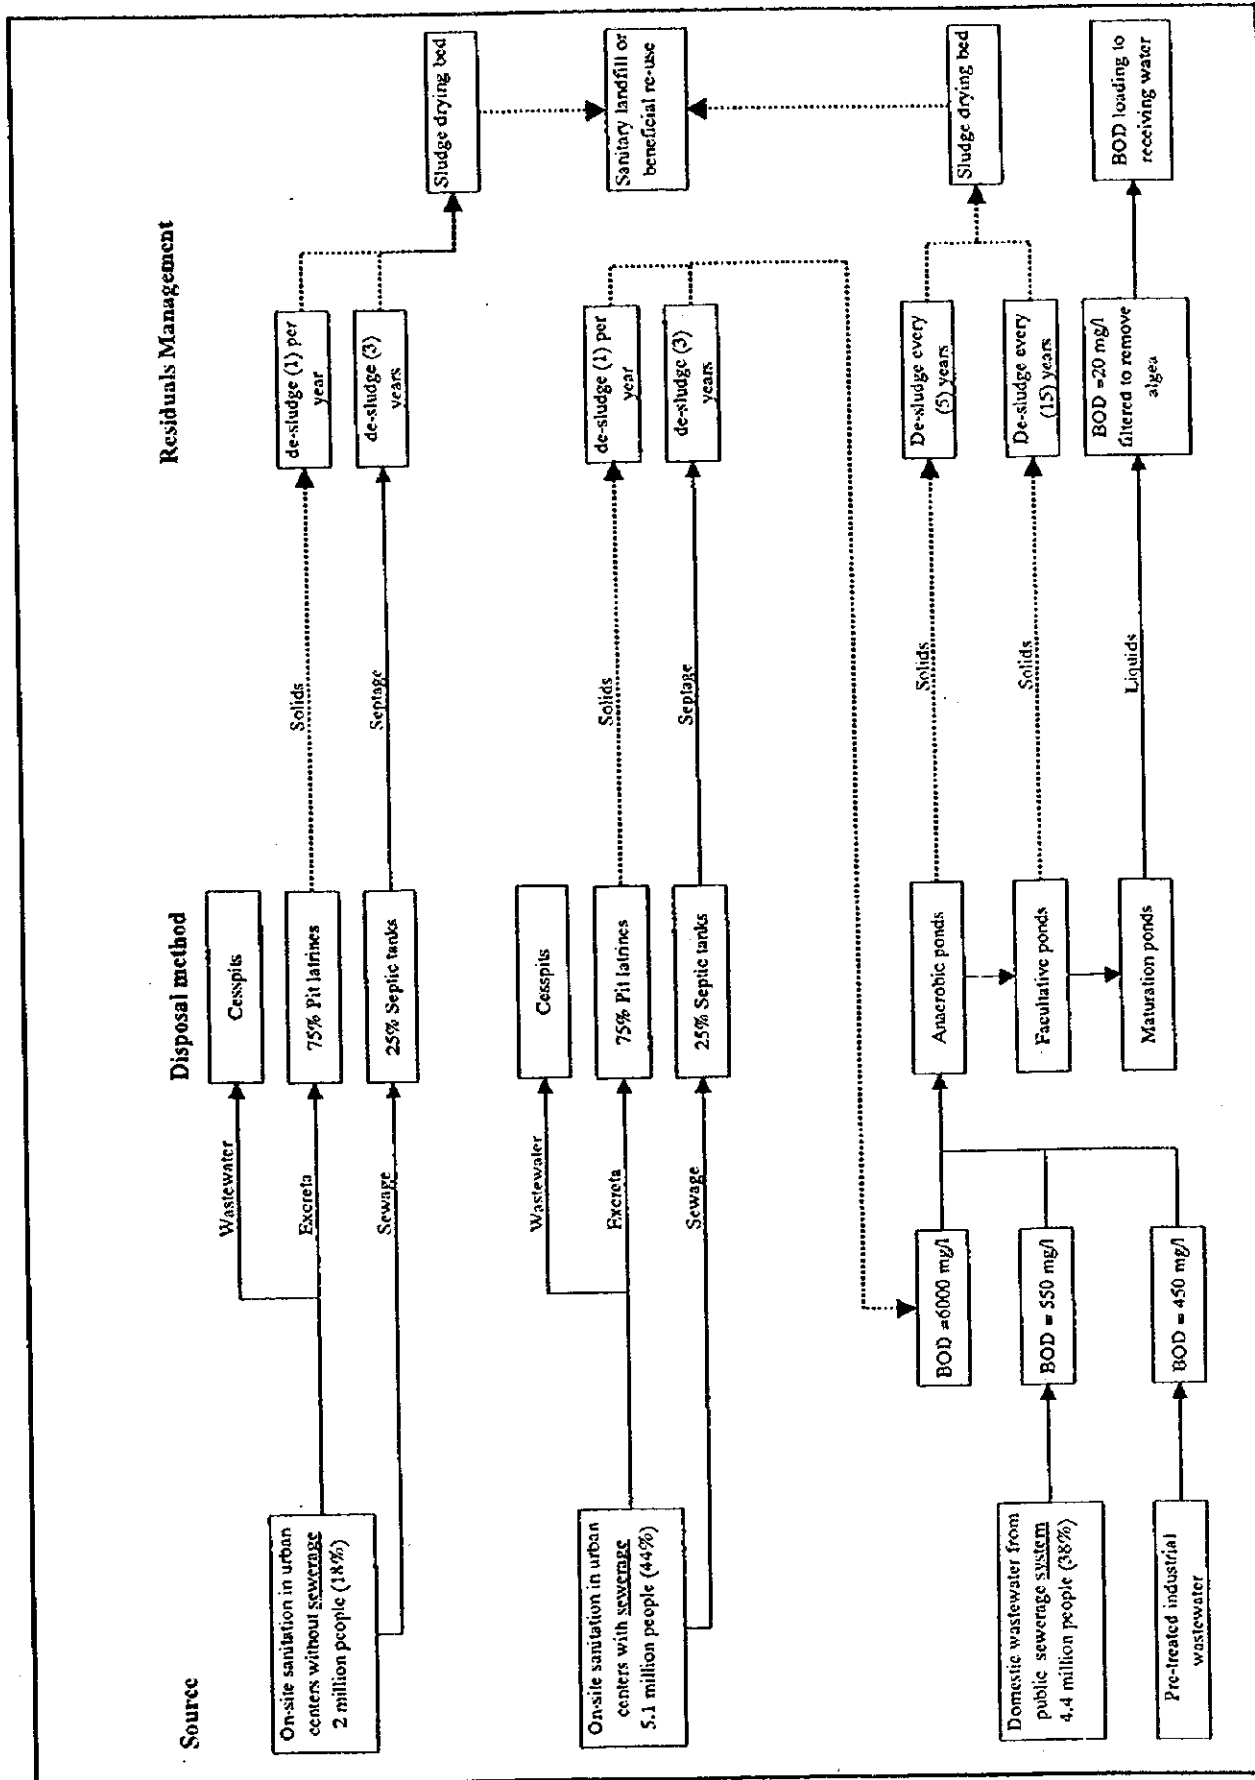 Source
Disposal method
Residuals Management
On-site sanitation in urban
centers without sewerage
2 million people (18%)
Wastewater
Excreta
Sewage
Cesspits
75% Pit latrines
25% Septic tanks
Solids
Septage
de-sludge (1) per
year
de-sludge (3)
years
Sludge drying bed
On-site sanitation in urban
centers with sewerage
5.1 million people (44%)
Wastewater
Excreta
Sewage
Cesspits
75% Pit latrines
25% Septic tanks
Solids
Septage
de-sludge (1) per
year
de-sludge (3)
years
Sanitary landfill or
beneficial re-use
Domestic wastewater from
public sewerage system
4.4 million people (38%)
Pre-treated industrial
wastewater
BOD =6000 mg/l
BOD = 550 mg/l
BOD = 450 mg/l
Anaerobic ponds
Facultative ponds
Maturation ponds
Solids
Solids
Liquids
De-sludge every
(5) years
De-sludge every
(15) years
BOD =20 mg/l
filtered to remove
algea
Sludge drying bed
BOD loading to
receiving water